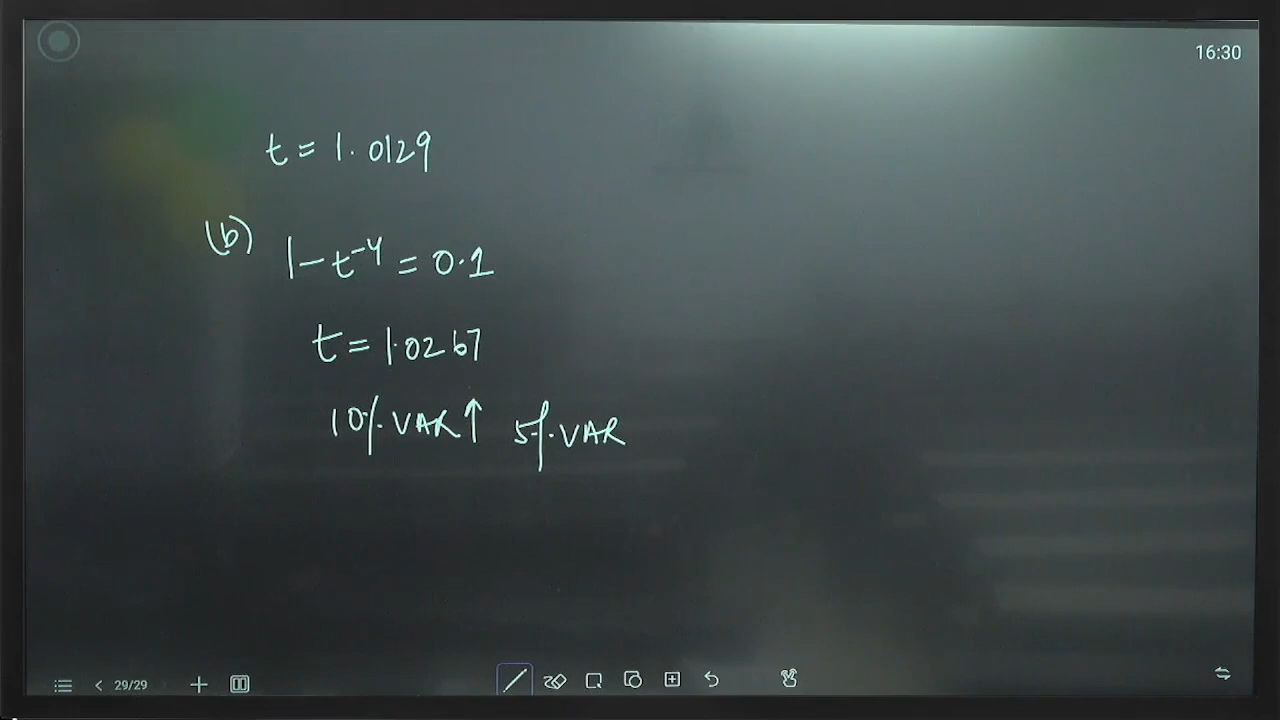 16:30
t = 1.0129
(b) 1 - t⁻⁴ = 0.1
t = 1.0267
10% VAR ↑ 5% VAR
29/29